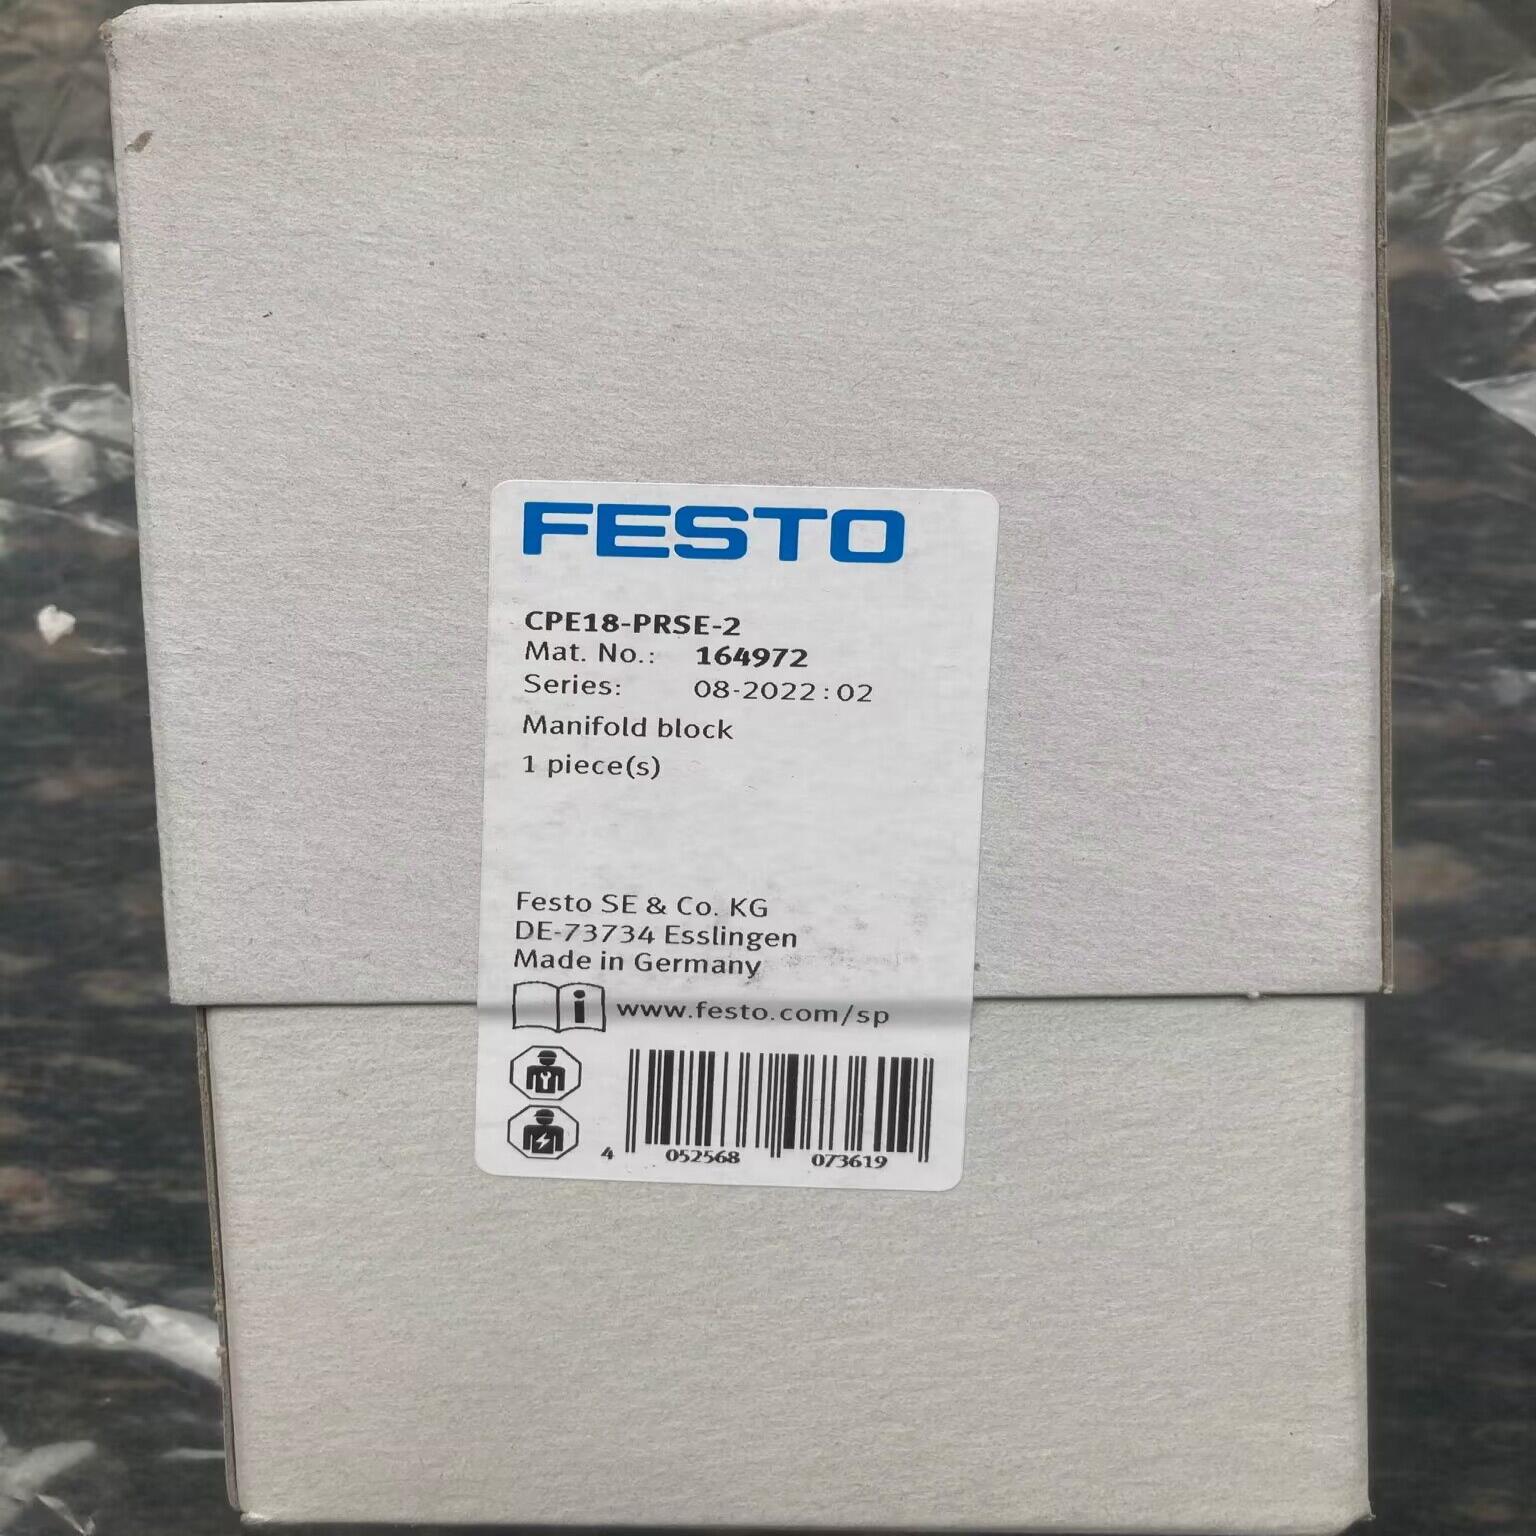 FESTO
CPE18-PRSE-2
Mat. No.: 164972
Series: 08-2022:02
Manifold block
1 piece(s)
Festo SE & Co. KG
DE-73734 Esslingen
Made in Germany
i www.festo.com/sp
4 052568 073619